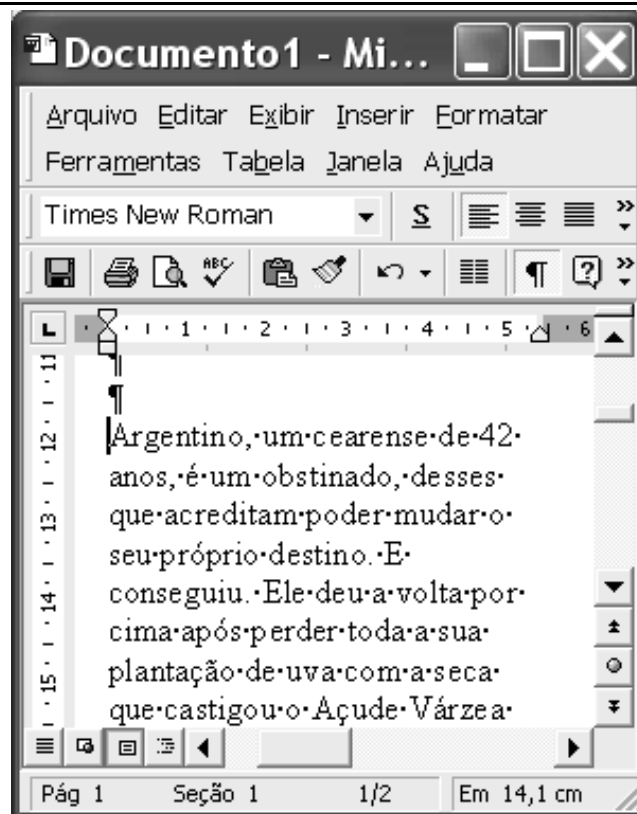 Documento1 - Mi...
Arquivo Editar Exibir Inserir Formatar
Ferramentas Tabela Janela Ajuda
Times New Roman S
ABC ¶
L 1 2 3 4 5 6
11
¶
¶
12
Argentino,·um·cearense·de·42·
anos,·é·um·obstinado,·desses·
13
que·acreditam·poder·mudar·o·
seu·próprio·destino.·E·
14
conseguiu.·Ele·deu·a·volta·por·
cima·após·perder·toda·a·sua·
15
plantação·de·uva·com·a·seca·
que·castigou·o·Açude·Várzea·
Pág 1 Seção 1 1/2 Em 14,1 cm